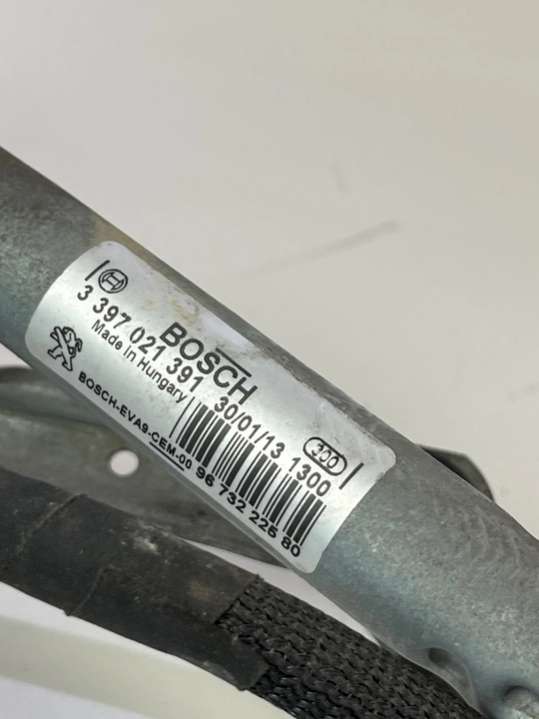 BOSCH
3 397 021 391 30/01/13 1300
Made in Hungary
300
BOSCH-EVA9-CEM-00 96 732 225 80